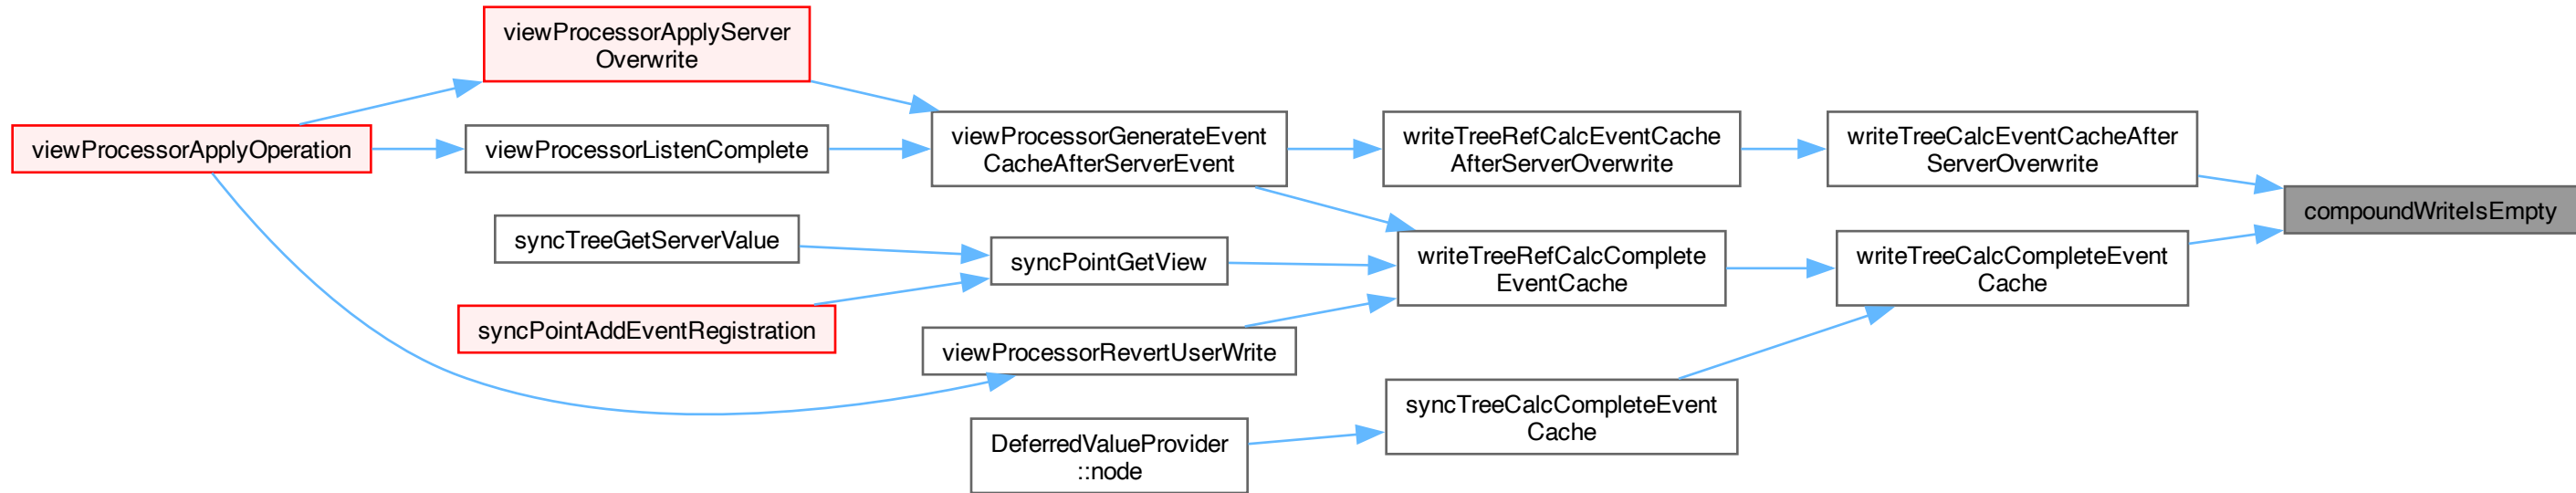 viewProcessorApplyServer
Overwrite
viewProcessorApplyOperation
viewProcessorListenComplete
viewProcessorGenerateEvent
CacheAfterServerEvent
writeTreeRefCalcEventCache
AfterServerOverwrite
writeTreeCalcEventCacheAfter
ServerOverwrite
compoundWriteIsEmpty
syncTreeGetServerValue
syncPointGetView
writeTreeRefCalcComplete
EventCache
writeTreeCalcCompleteEvent
Cache
syncPointAddEventRegistration
viewProcessorRevertUserWrite
syncTreeCalcCompleteEvent
Cache
DeferredValueProvider
::node